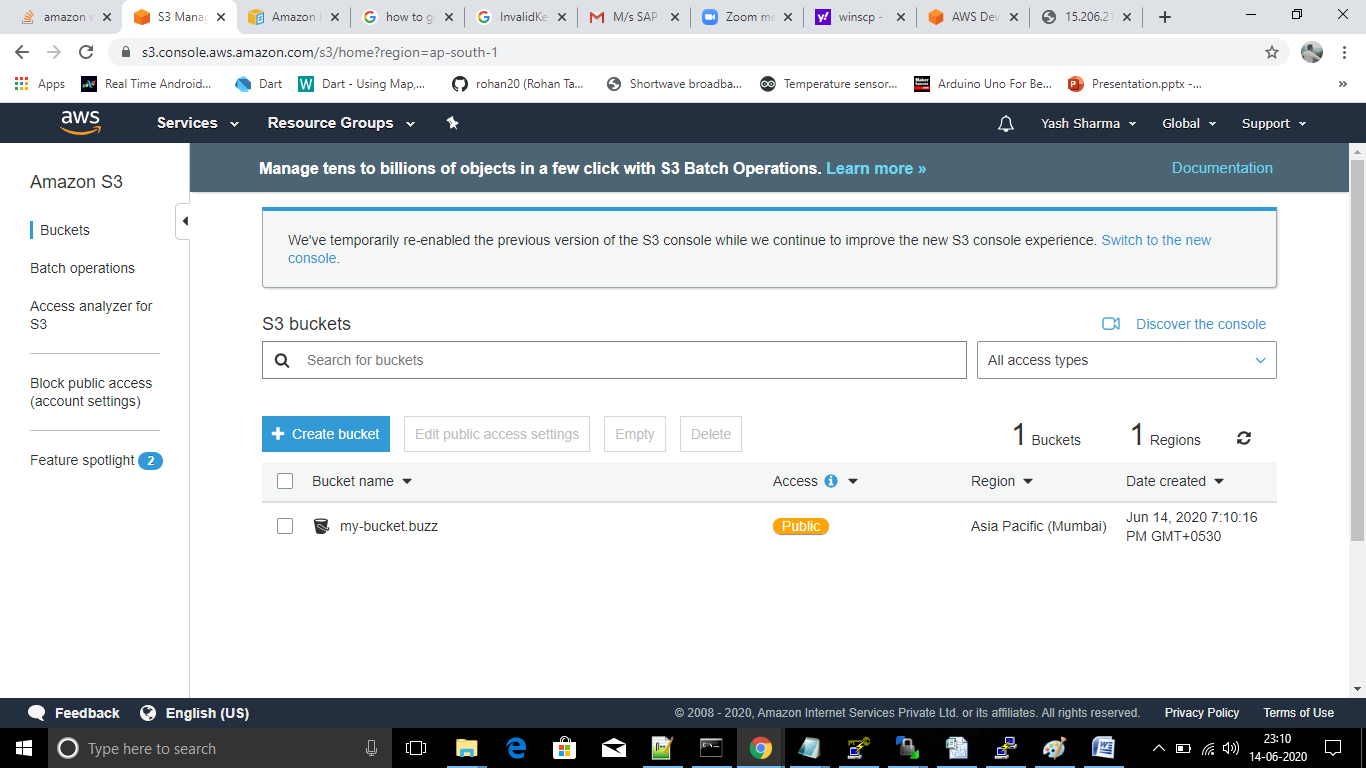 amazon w
S3 Manag
Amazon
how to g
InvalidKe
M/s SAP
Zoom me
winscp -
AWS Dev
15.206.21
s3.console.aws.amazon.com/s3/home?region=ap-south-1
Apps
Real Time Android...
Dart
Dart - Using Map,...
rohan20 (Rohan Ta...
Shortwave broadba...
Temperature sensor...
Arduino Uno For Be...
Presentation.pptx -...
aws
Services
Resource Groups
Yash Sharma
Global
Support
Amazon S3
Buckets
Batch operations
Access analyzer for
S3
Block public access
(account settings)
Feature spotlight 2
Manage tens to billions of objects in a few click with S3 Batch Operations. Learn more »
Documentation
We've temporarily re-enabled the previous version of the S3 console while we continue to improve the new S3 console experience. Switch to the new
console.
S3 buckets
Discover the console
Search for buckets
All access types
+ Create bucket
Edit public access settings
Empty
Delete
1 Buckets
1 Regions
Bucket name
Access
Region
Date created
my-bucket.buzz
Public
Asia Pacific (Mumbai)
Jun 14, 2020 7:10:16
PM GMT+0530
Feedback
English (US)
© 2008 - 2020, Amazon Internet Services Private Ltd. or its affiliates. All rights reserved.
Privacy Policy
Terms of Use
Type here to search
23:10
14-06-2020